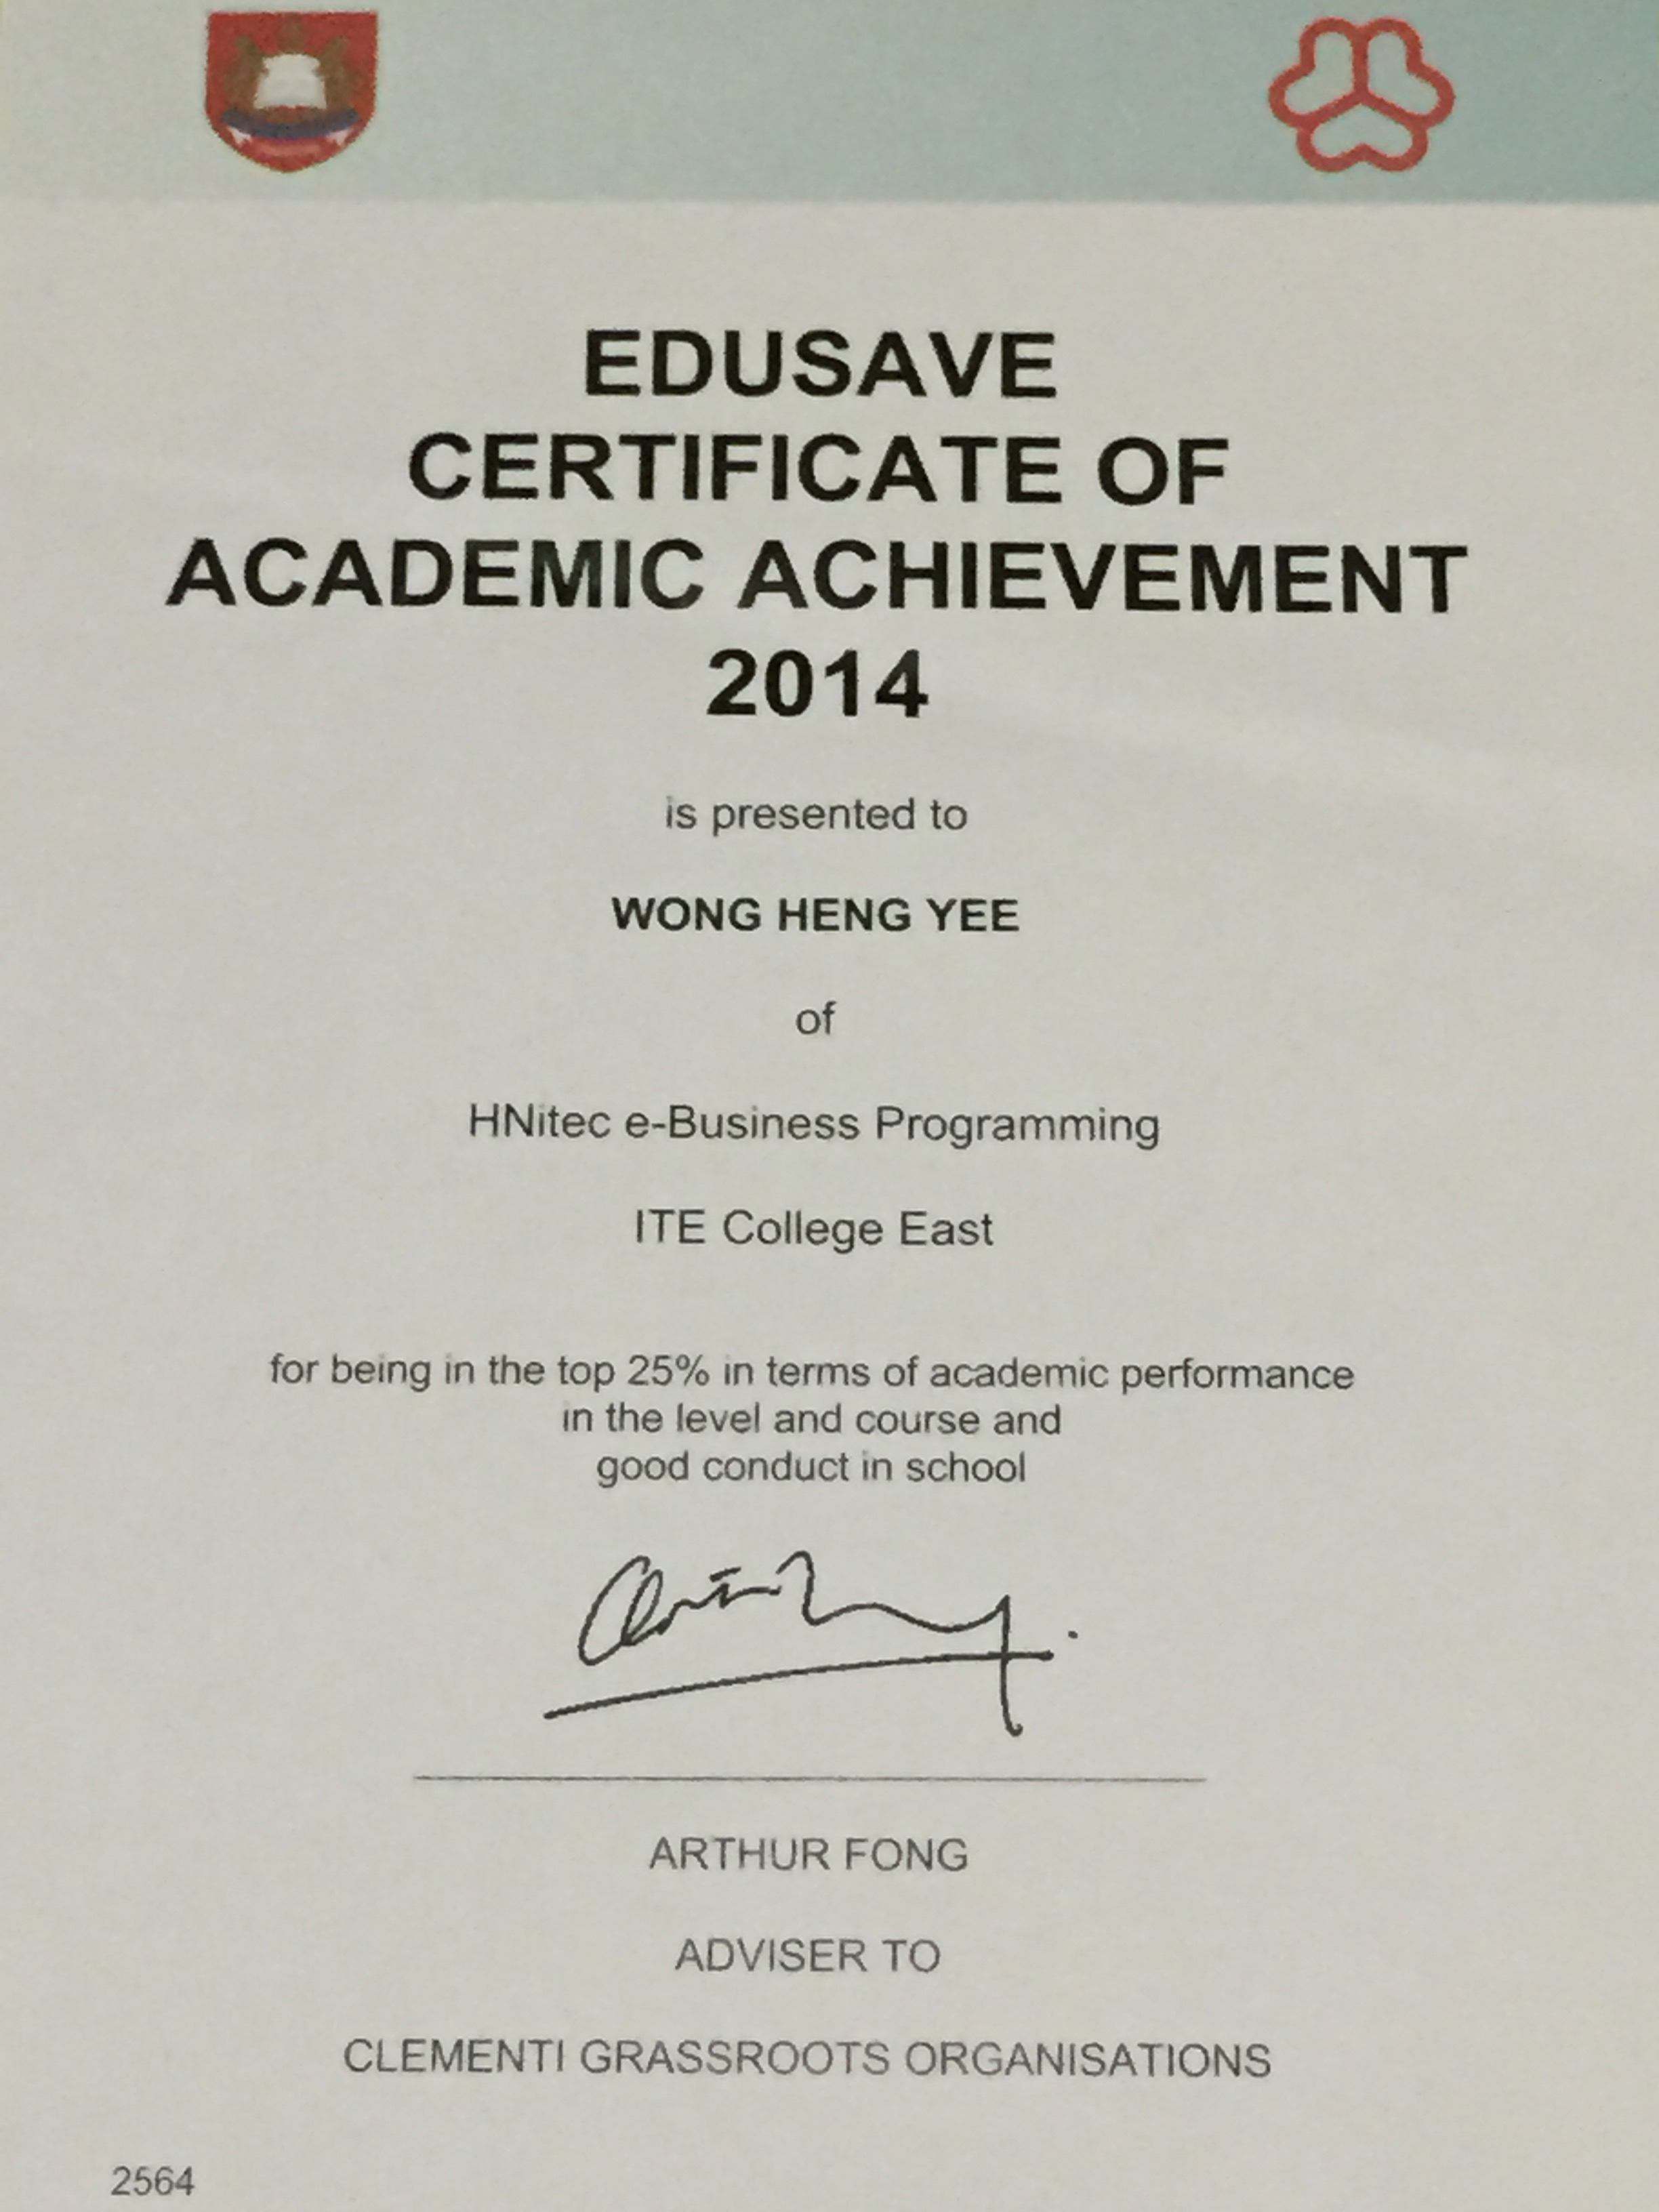 EDUSAVE
CERTIFICATE OF
ACADEMIC ACHIEVEMENT
2014
is presented to
WONG HENG YEE
of
HNitec e-Business Programming
ITE College East
for being in the top 25% in terms of academic performance
in the level and course and
good conduct in school
ARTHUR FONG
ADVISER TO
CLEMENTI GRASSROOTS ORGANISATIONS
2564